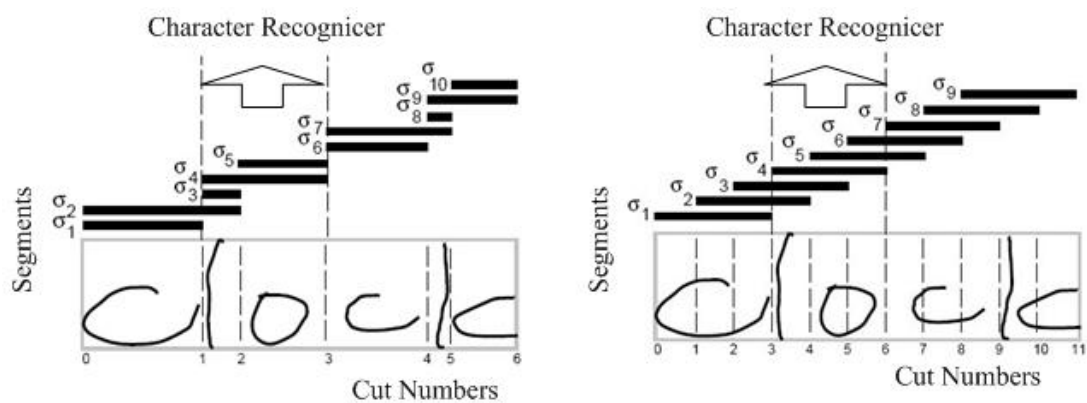 Character Recognicer
σ10
σ9
σ8
σ7
σ6
σ5
σ4
σ3
σ2
σ1
Segments
clock
0 1 2 3 4 5 6
Cut Numbers
Character Recognicer
σ9
σ8
σ7
σ6
σ5
σ4
σ3
σ2
σ1
Segments
clock
0 1 2 3 4 5 6 7 8 9 10 11
Cut Numbers